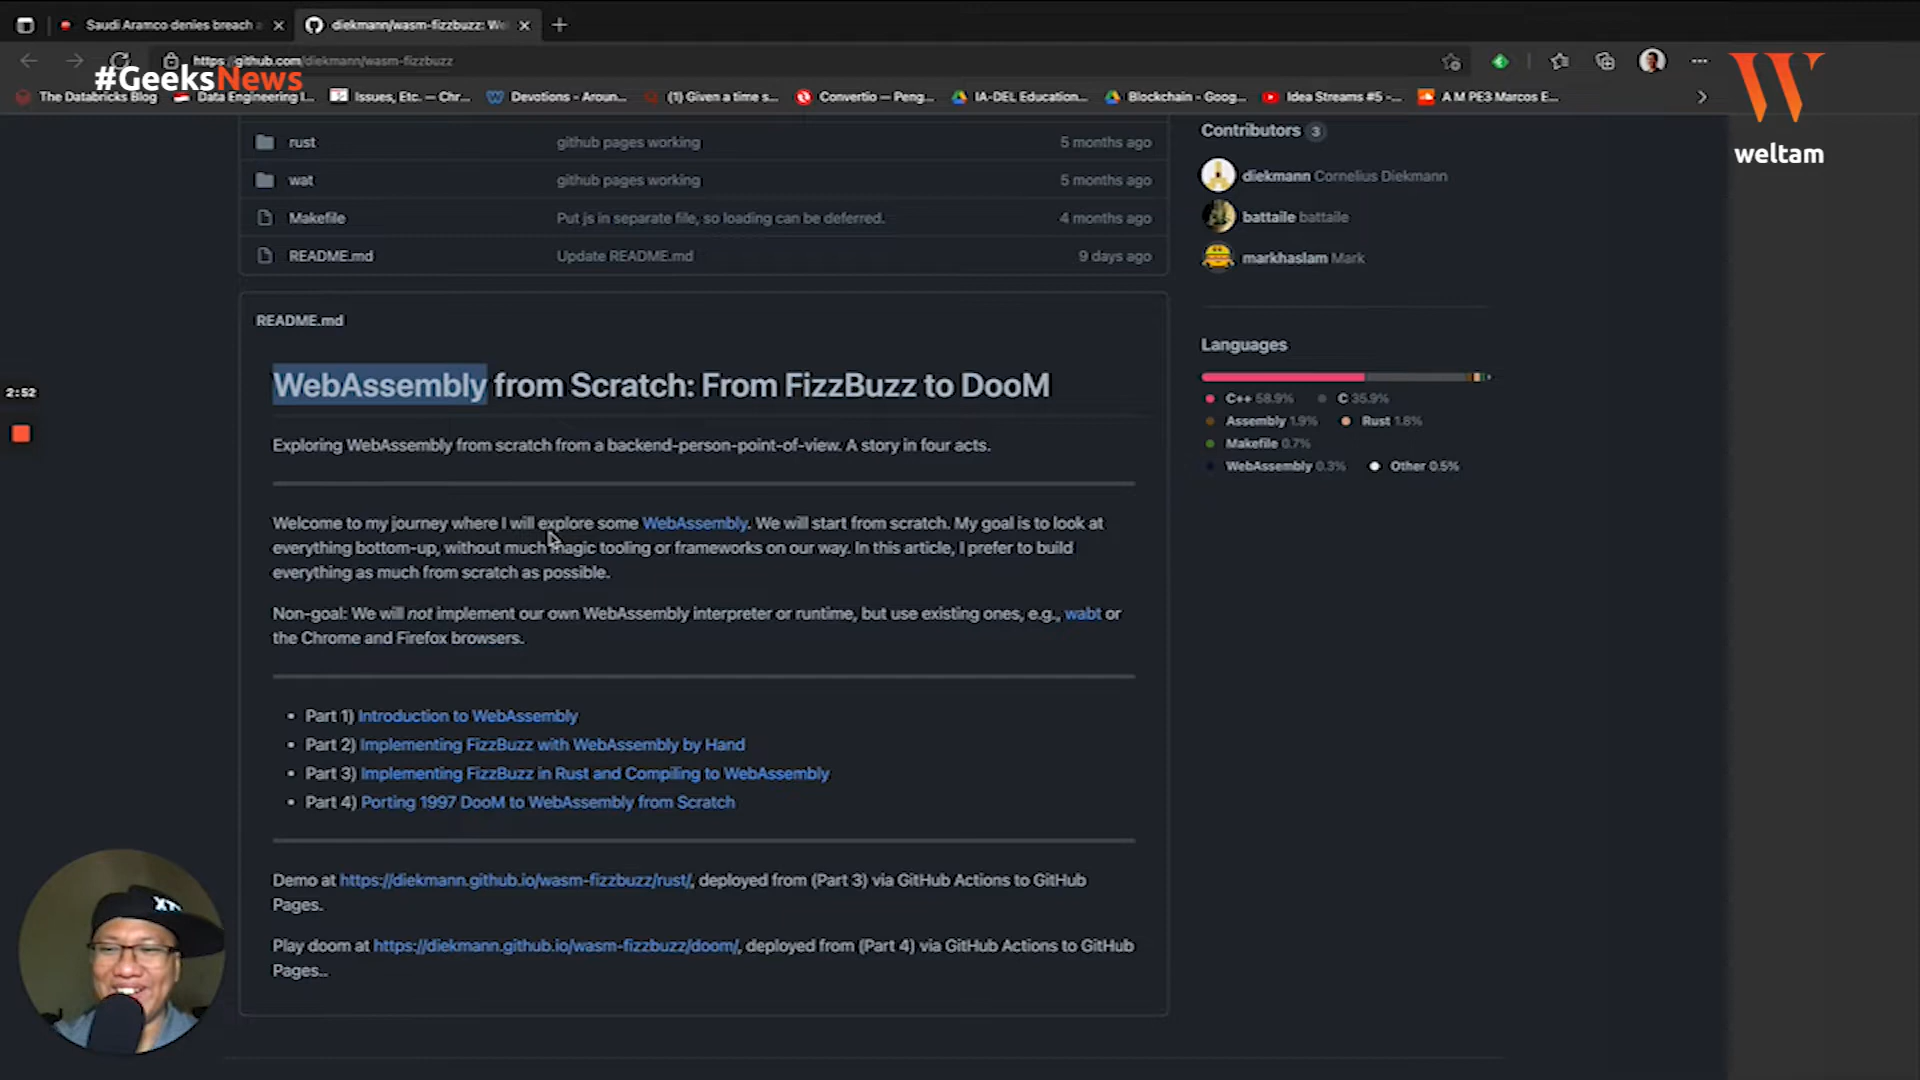 Saudi Aramco denies breach a
diekmann/wasm-fizzbuzz: We
https://github.com/diekmann/wasm-fizzbuzz
#GeeksNews
The Databricks Blog
Data Engineering I...
Issues, Etc. — Chr...
Devotions - Aroun...
(1) Given a time s...
Convertio — Peng...
IA-DEL Education...
Blockchain - Goog...
Idea Streams #5 -...
A M PE3 Marcos E...
weltam
rust github pages working 5 months ago
wat github pages working 5 months ago
Makefile Put js in separate file, so loading can be deferred. 4 months ago
README.md Update README.md 9 days ago
README.md
WebAssembly from Scratch: From FizzBuzz to DooM
Exploring WebAssembly from scratch from a backend-person-point-of-view. A story in four acts.
Welcome to my journey where I will explore some WebAssembly. We will start from scratch. My goal is to look at
everything bottom-up, without much magic tooling or frameworks on our way. In this article, I prefer to build
everything as much from scratch as possible.
Non-goal: We will not implement our own WebAssembly interpreter or runtime, but use existing ones, e.g., wabt or
the Chrome and Firefox browsers.
• Part 1) Introduction to WebAssembly
• Part 2) Implementing FizzBuzz with WebAssembly by Hand
• Part 3) Implementing FizzBuzz in Rust and Compiling to WebAssembly
• Part 4) Porting 1997 DooM to WebAssembly from Scratch
Demo at https://diekmann.github.io/wasm-fizzbuzz/rust/, deployed from (Part 3) via GitHub Actions to GitHub
Pages.
Play doom at https://diekmann.github.io/wasm-fizzbuzz/doom/, deployed from (Part 4) via GitHub Actions to GitHub
Pages..
Contributors 3
diekmann Cornelius Diekmann
battaile battaile
markhaslam Mark
Languages
C++ 58.9% C 35.9%
Assembly 1.9% Rust 1.8%
Makefile 0.7%
WebAssembly 0.3% Other 0.5%
2:52